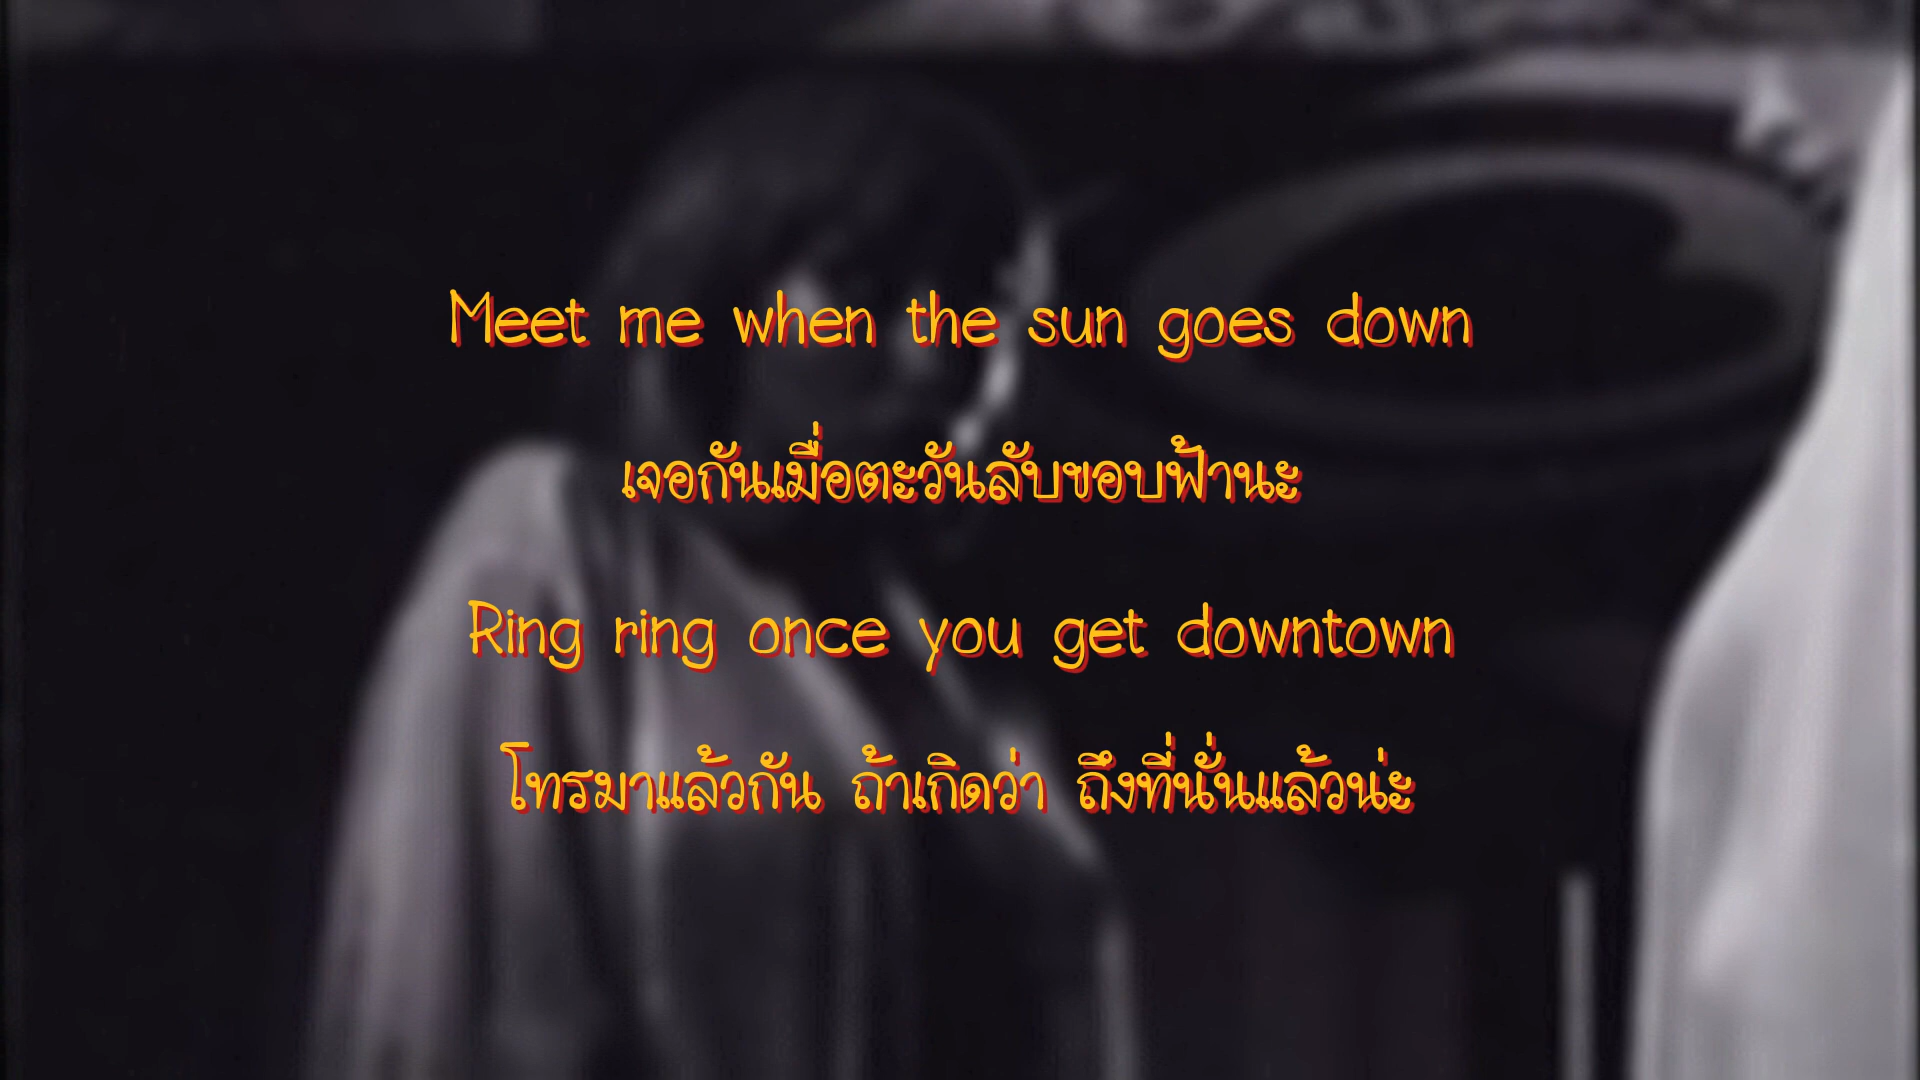 Meet me when the sun goes down
เจอกันเมื่อตะวันลับขอบฟ้านะ
Ring ring once you get downtown
โทรมาแล้วกัน ถ้าเกิดว่า ถึงที่นั่นแล้วน่ะ